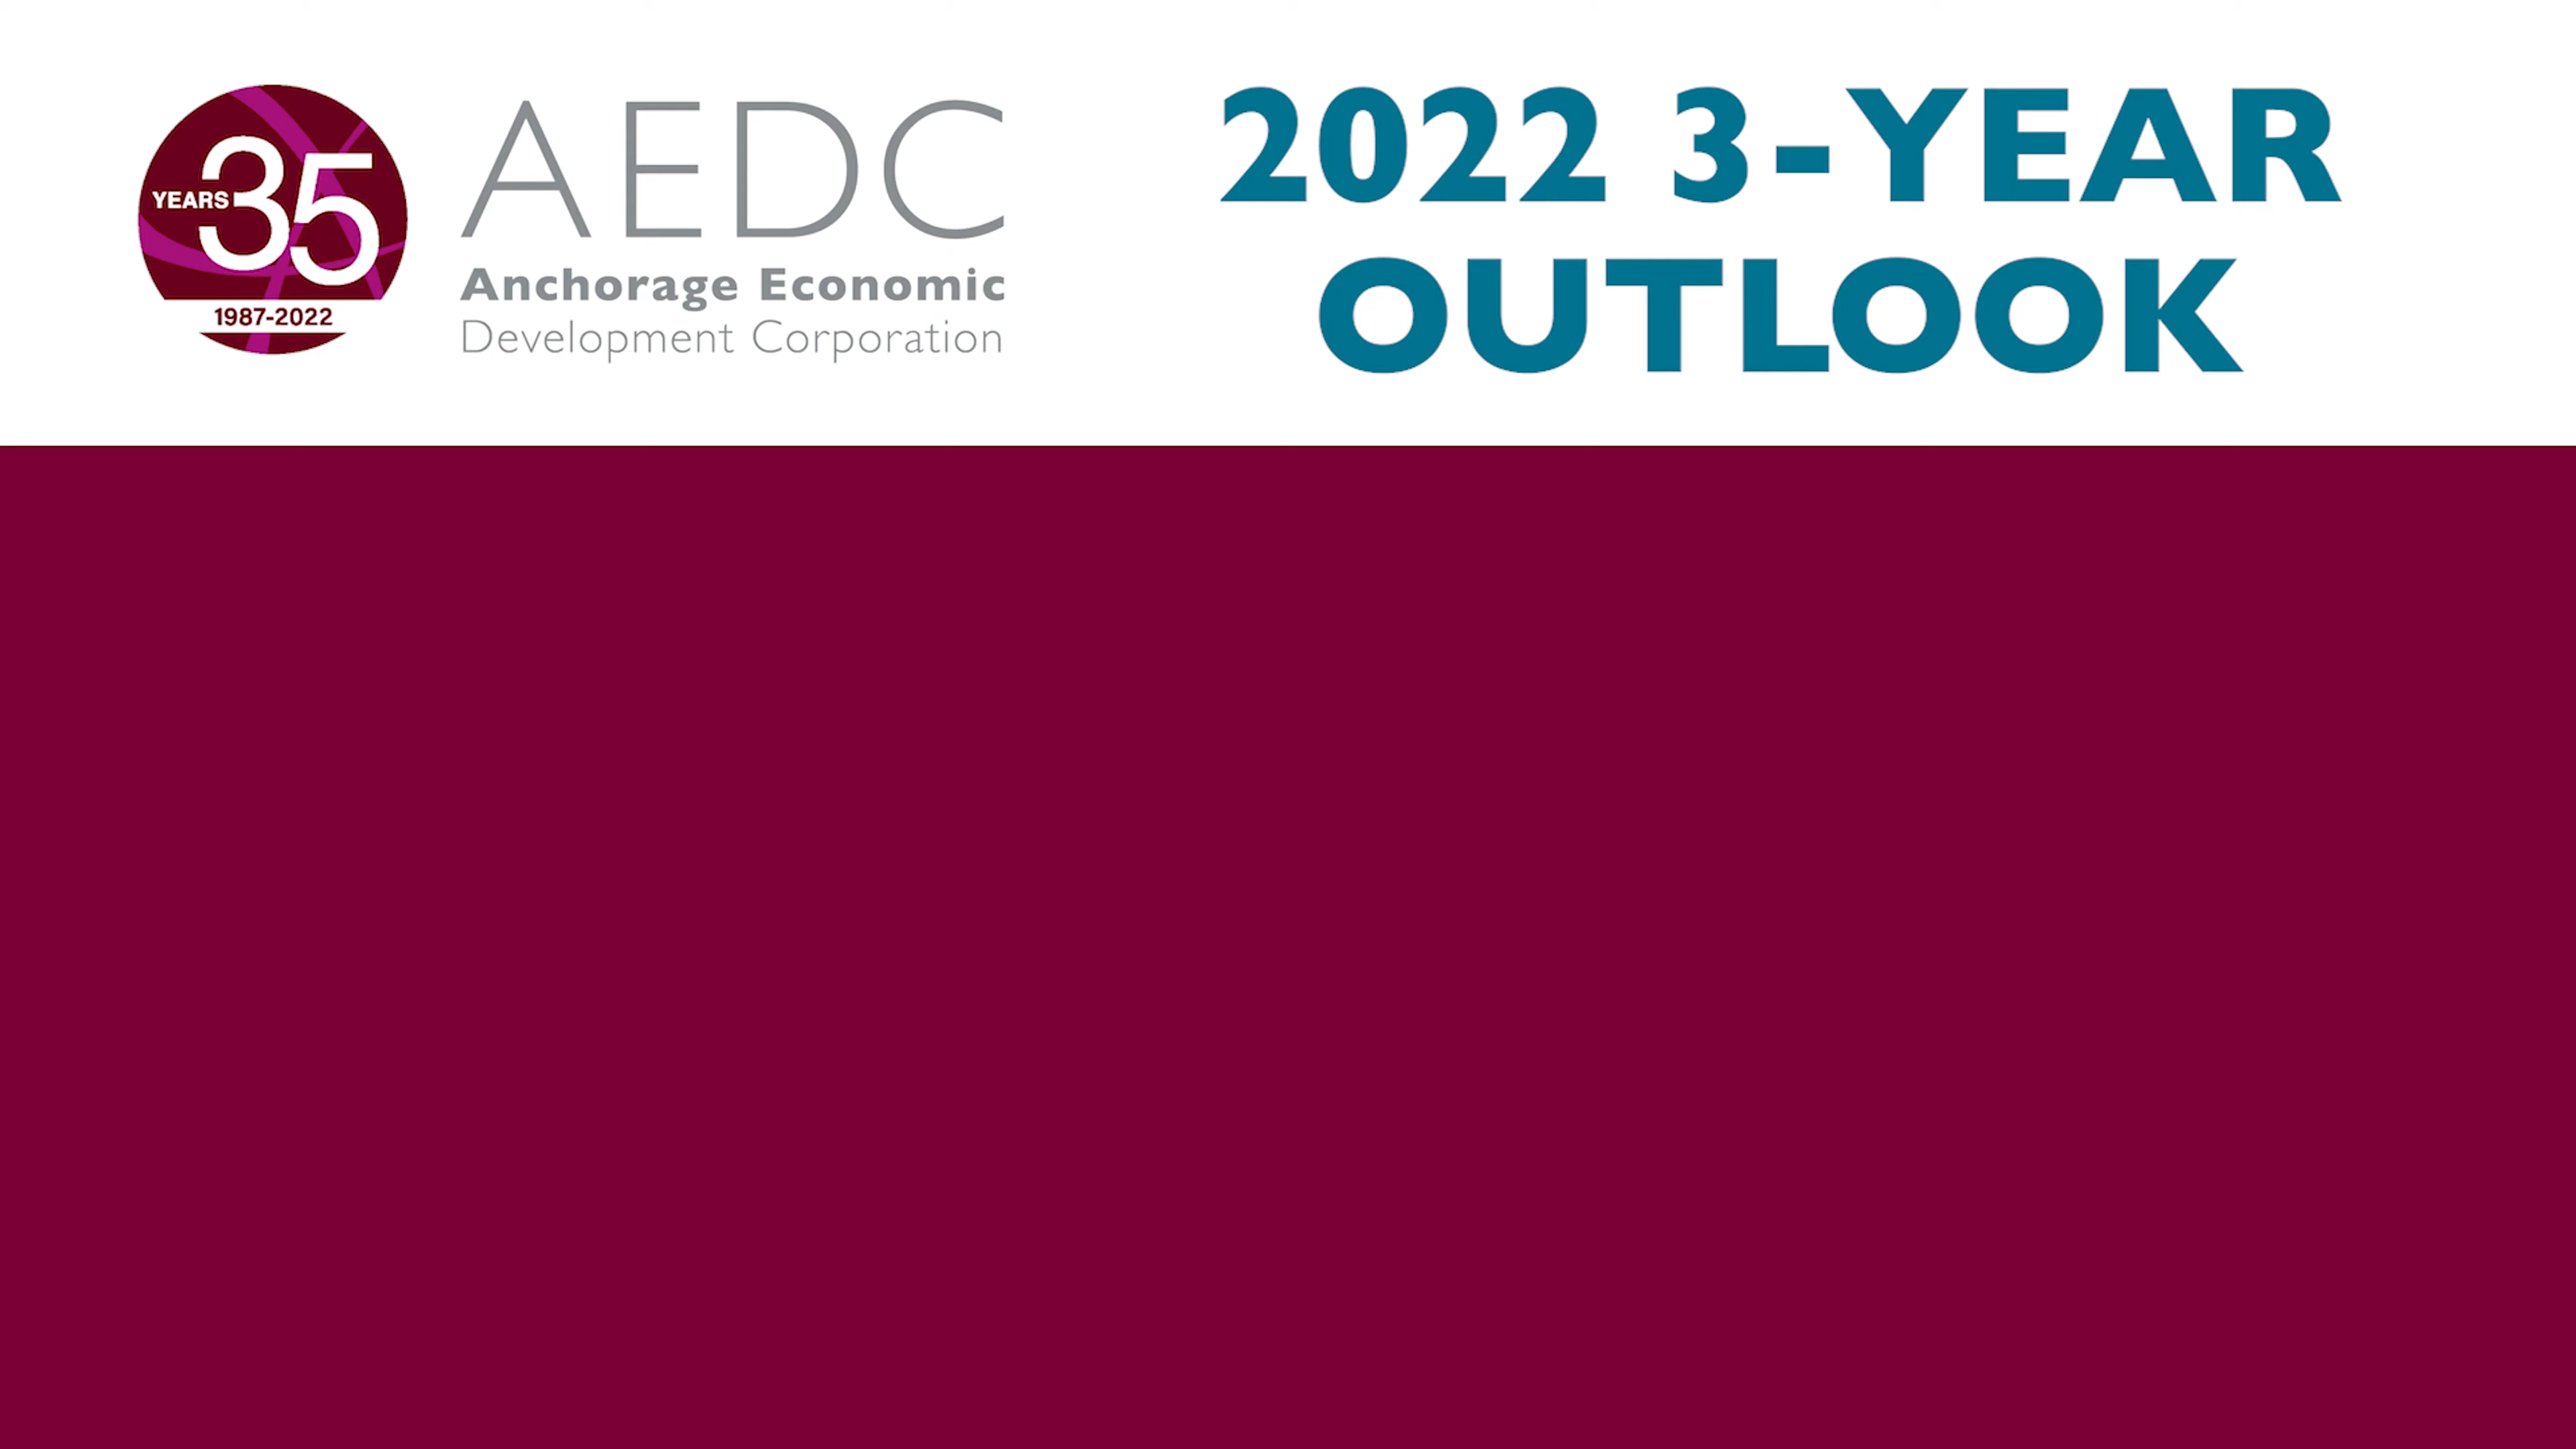 YEARS 35
1987-2022
AEDC
Anchorage Economic
Development Corporation
2022 3-YEAR
OUTLOOK